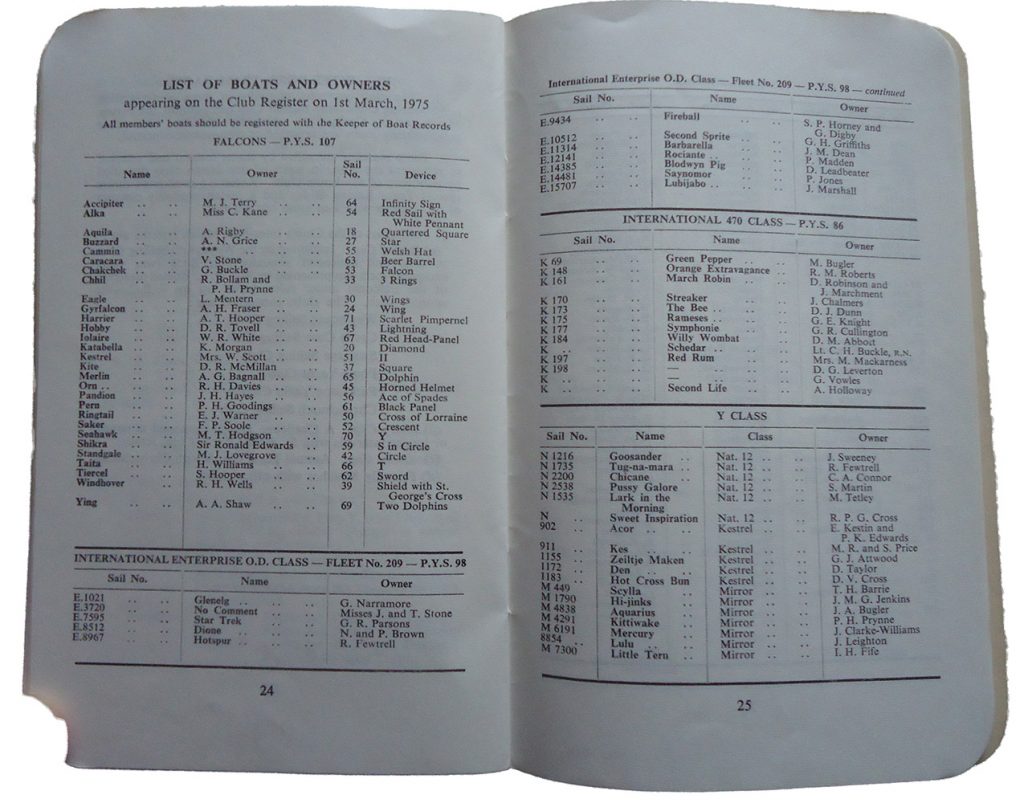 LIST OF BOATS AND OWNERS
appearing on the Club Register on 1st March, 1975
All members' boats should be registered with the Keeper of Boat Records
FALCONS — P.Y.S. 107
Name Owner Sail No. Device
Accipiter M. J. Terry 64 Infinity Sign
Alka Miss C. Kane 54 Red Sail with
White Pennant
Aquila A. Rigby 18 Quartered Square
Buzzard A. N. Grice 27 Star
Cammin *** 55 Welsh Hat
Caracara V. Stone 63 Beer Barrel
Chakchek G. Buckle 53 Falcon
Chhil R. Bollam and 33 3 Rings
P. H. Prynne
Eagle L. Mentern 30 Wings
Gyrfalcon A. H. Fraser 24 Wing
Harrier A. T. Hooper 71 Scarlet Pimpernel
Hobby D. R. Tovell 43 Lightning
Iolaire W. R. White 67 Red Head-Panel
Katabella K. Morgan 20 Diamond
Kestrel Mrs. W. Scott 51 II
Kite D. R. McMillan 37 Square
Merlin A. G. Bagnall 65 Dolphin
Orn R. H. Davies 45 Horned Helmet
Pandion J. H. Hayes 56 Ace of Spades
Pern P. H. Goodings 61 Black Panel
Ringtail E. J. Warner 50 Cross of Lorraine
Saker F. P. Soole 52 Crescent
Seahawk M. T. Hodgson 70 Y
Shikra Sir Ronald Edwards 59 S in Circle
Standgale M. J. Lovegrove 42 Circle
Taita H. Williams 66 T
Tiercel S. Hooper 62 Sword
Windhover R. H. Wells 39 Shield with St.
George's Cross
Ying A. A. Shaw 69 Two Dolphins
INTERNATIONAL ENTERPRISE O.D. CLASS — FLEET No. 209 — P.Y.S. 98
Sail No. Name Owner
E.1021 Glenelg G. Narramore
E.3720 No Comment Misses J. and T. Stone
E.7595 Star Trek G. R. Parsons
E.8512 Dione N. and P. Brown
E.8967 Hotspur R. Fewtrell
24
International Enterprise O.D. Class — Fleet No. 209 — P.Y.S. 98 — continued
Sail No. Name Owner
E.9434 Fireball S. P. Horney and
G. Digby
E.10512 Second Sprite G. H. Griffiths
E.11314 Barbarella J. M. Dean
E.12141 Rociante P. Madden
E.14385 Blodwyn Pig D. Leadbeater
E.14481 Saynomor P. Jones
E.15707 Lubijabo J. Marshall
INTERNATIONAL 470 CLASS — P.Y.S. 86
Sail No. Name Owner
K 69 Green Pepper M. Bugler
K 148 Orange Extravagance R. M. Roberts
K 161 March Robin D. Robinson and
J. Marchment
K 170 Streaker J. Chalmers
K 173 The Bee D. J. Dunn
K 175 Rameses G. E. Knight
K 177 Symphonie G. R. Cullington
K 184 Willy Wombat D. M. Abbott
K Schedar Lt. C. H. Buckle, R.N.
K 197 Red Rum Mrs. M. Mackarness
K 198 — D. G. Leverton
K — G. Vowles
K Second Life A. Holloway
Y CLASS
Sail No. Name Class Owner
N 1216 Goosander Nat. 12 J. Sweeney
N 1735 Tug-na-mara Nat. 12 R. Fewtrell
N 2200 Chicane Nat. 12 C. A. Connor
N 2538 Pussy Galore Nat. 12 S. Martin
N 1535 Lark in the Nat. 12 M. Tetley
Morning
N Sweet Inspiration Nat. 12 R. P. G. Cross
902 Acor Kestrel E. Kestin and
P. K. Edwards
911 Kes Kestrel M. R. and S. Price
1155 Zeiltje Maken Kestrel G. J. Attwood
1172 Den Kestrel D. Taylor
1183 Hot Cross Bun Kestrel D. V. Cross
M 449 Scylla Mirror T. H. Barrie
M 1790 Hi-jinks Mirror J. M. G. Jenkins
M 4838 Aquarius Mirror J. A. Bugler
M 4291 Kittiwake Mirror P. H. Prynne
M 6191 Mercury Mirror J. Clarke-Williams
8854 Lulu Mirror J. Leighton
M 7300 Little Tern Mirror I. H. Fife
25